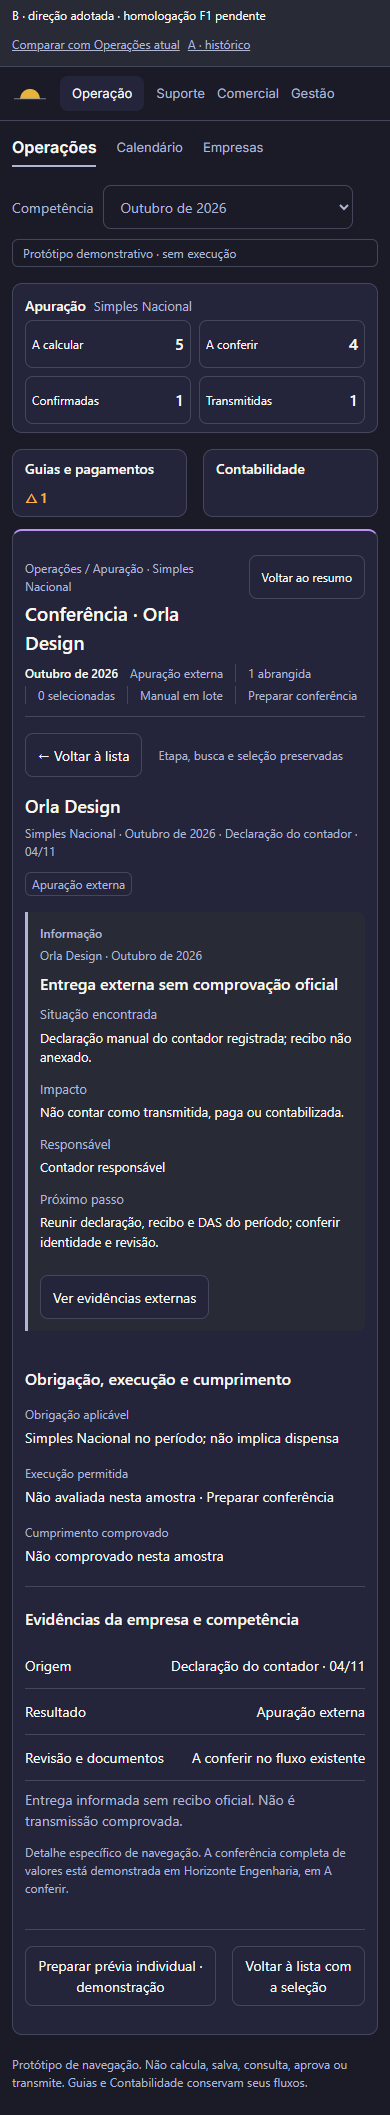 B · direção adotada · homologação F1 pendente
Comparar com Operações atual A · histórico
Operação Suporte Comercial Gestão
Operações Calendário Empresas
Competência Outubro de 2026
Protótipo demonstrativo · sem execução
Apuração Simples Nacional
A calcular 5 A conferir 4
Confirmadas 1 Transmitidas 1
Guias e pagamentos Contabilidade
△ 1
Operações / Apuração · Simples
Nacional
Voltar ao resumo
Conferência · Orla
Design
Outubro de 2026 Apuração externa 1 abrangida
0 selecionadas Manual em lote Preparar conferência
← Voltar à lista Etapa, busca e seleção preservadas
Orla Design
Simples Nacional · Outubro de 2026 · Declaração do contador ·
04/11
Apuração externa
Informação
Orla Design · Outubro de 2026
Entrega externa sem comprovação oficial
Situação encontrada
Declaração manual do contador registrada; recibo não
anexado.
Impacto
Não contar como transmitida, paga ou contabilizada.
Responsável
Contador responsável
Próximo passo
Reunir declaração, recibo e DAS do período; conferir
identidade e revisão.
Ver evidências externas
Obrigação, execução e cumprimento
Obrigação aplicável
Simples Nacional no período; não implica dispensa
Execução permitida
Não avaliada nesta amostra · Preparar conferência
Cumprimento comprovado
Não comprovado nesta amostra
Evidências da empresa e competência
Origem Declaração do contador · 04/11
Resultado Apuração externa
Revisão e documentos A conferir no fluxo existente
Entrega informada sem recibo oficial. Não é
transmissão comprovada.
Detalhe específico de navegação. A conferência completa de
valores está demonstrada em Horizonte Engenharia, em A
conferir.
Preparar prévia individual ·
demonstração
Voltar à lista com
a seleção
Protótipo de navegação. Não calcula, salva, consulta, aprova ou
transmite. Guias e Contabilidade conservam seus fluxos.